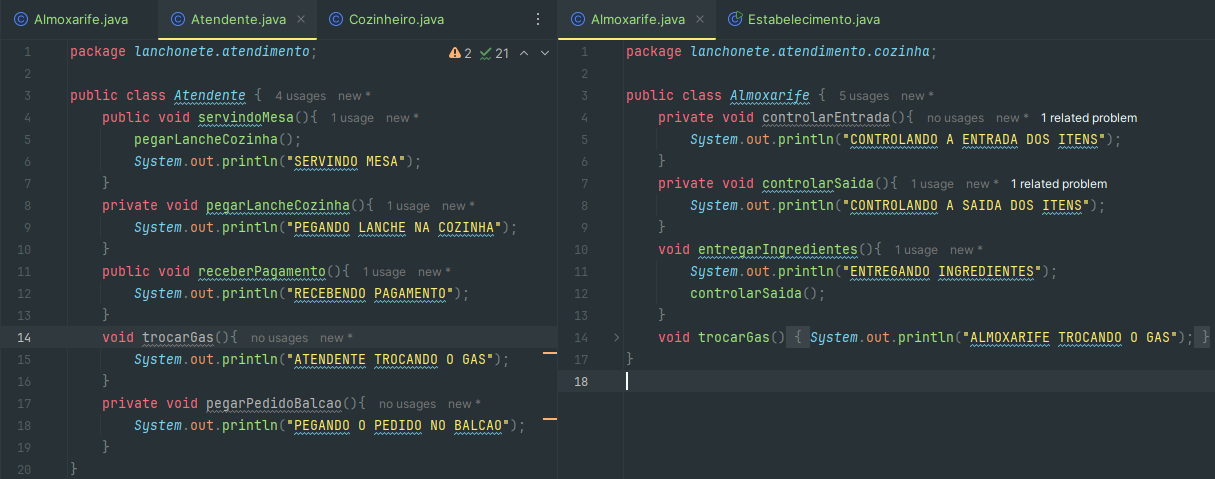 Almoxarife.java Atendente.java × Cozinheiro.java
1 package lanchonete.atendimento; 2 21
2
3 public class Atendente { 4 usages new *
4 public void servindoMesa(){ 1 usage new *
5 pegarLancheCozinha();
6 System.out.println("SERVINDO MESA");
7 }
8 private void pegarLancheCozinha(){ 1 usage new *
9 System.out.println("PEGANDO LANCHE NA COZINHA");
10 }
11 public void receberPagamento(){ 1 usage new *
12 System.out.println("RECEBENDO PAGAMENTO");
13 }
14 void trocarGas(){ no usages new *
15 System.out.println("ATENDENTE TROCANDO O GAS");
16 }
17 private void pegarPedidoBalcao(){ no usages new *
18 System.out.println("PEGANDO O PEDIDO NO BALCAO");
19 }
20 }
Almoxarife.java × Estabelecimento.java
1 package lanchonete.atendimento.cozinha;
2
3 public class Almoxarife { 5 usages new *
4 private void controlarEntrada(){ no usages new * 1 related problem
5 System.out.println("CONTROLANDO A ENTRADA DOS ITENS");
6 }
7 private void controlarSaida(){ 1 usage new * 1 related problem
8 System.out.println("CONTROLANDO A SAIDA DOS ITENS");
9 }
10 void entregarIngredientes(){ 1 usage new *
11 System.out.println("ENTREGANDO INGREDIENTES");
12 controlarSaida();
13 }
14 void trocarGas() { System.out.println("ALMOXARIFE TROCANDO O GAS"); }
17 }
18